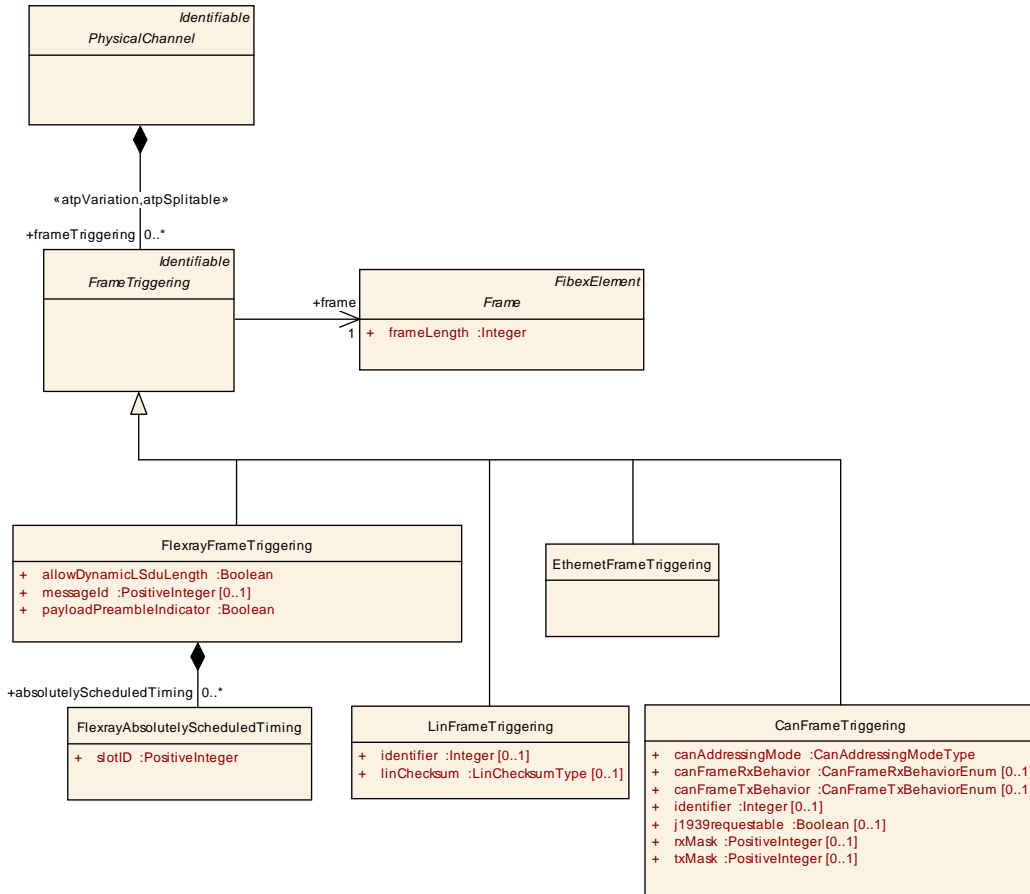 Identifiable
PhysicalChannel
«atpVariation,atpSplitable»
+frameTriggering 0..*
Identifiable
FrameTriggering
+frame
1
FibexElement
Frame
+ frameLength :Integer
FlexrayFrameTriggering
+ allowDynamicLSduLength :Boolean
+ messageId :PositiveInteger [0..1]
+ payloadPreambleIndicator :Boolean
EthernetFrameTriggering
+absolutelyScheduledTiming 0..*
FlexrayAbsolutelyScheduledTiming
+ slotID :PositiveInteger
LinFrameTriggering
+ identifier :Integer [0..1]
+ linChecksum :LinChecksumType [0..1]
CanFrameTriggering
+ canAddressingMode :CanAddressingModeType
+ canFrameRxBehavior :CanFrameRxBehaviorEnum [0..1]
+ canFrameTxBehavior :CanFrameTxBehaviorEnum [0..1]
+ identifier :Integer [0..1]
+ j1939requestable :Boolean [0..1]
+ rxMask :PositiveInteger [0..1]
+ txMask :PositiveInteger [0..1]